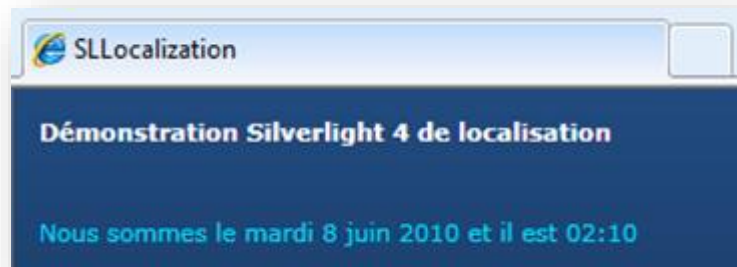 SLLocalization
Démonstration Silverlight 4 de localisation
Nous sommes le mardi 8 juin 2010 et il est 02:10